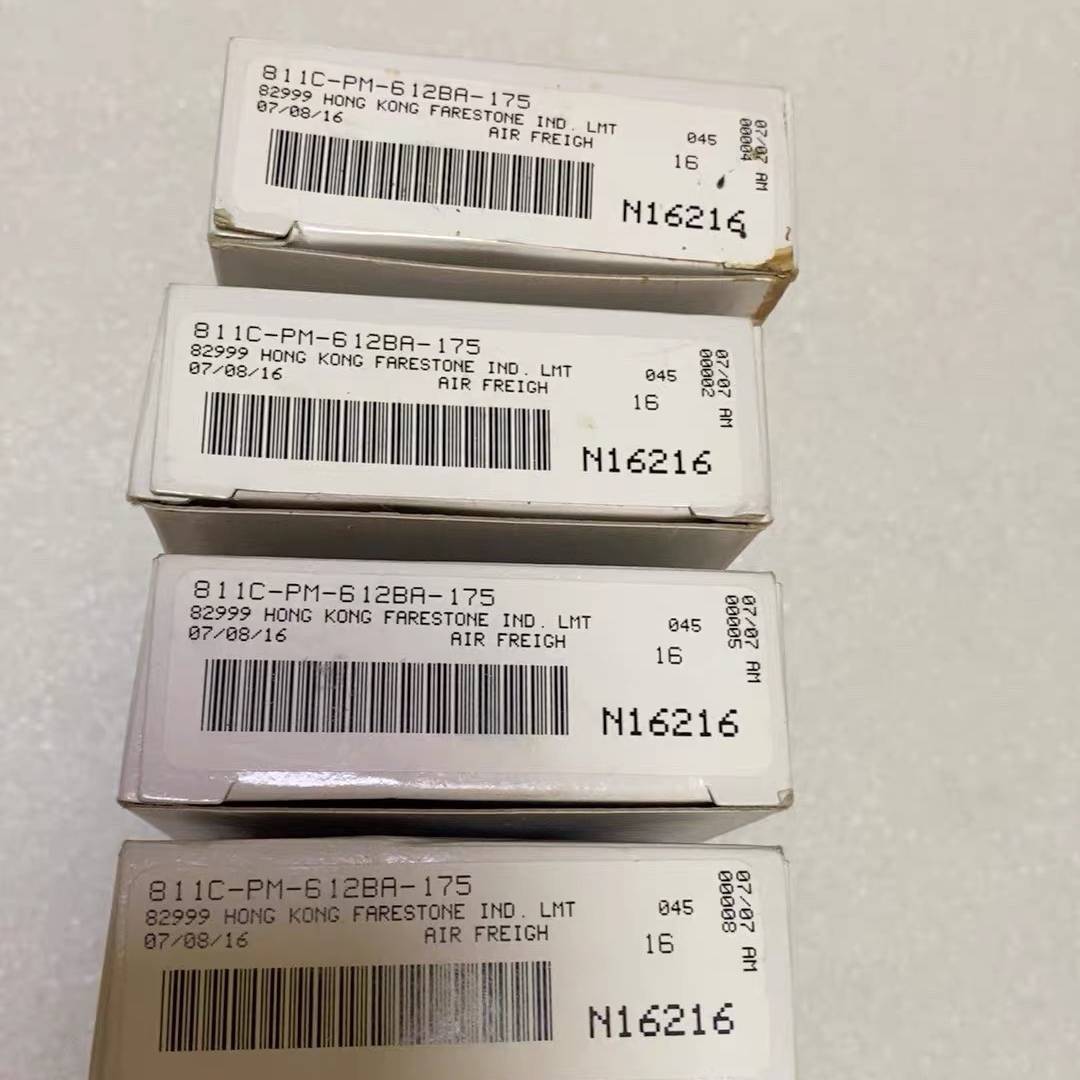 811C-PM-612BA-175
82999 HONG KONG FARESTONE IND. LMT
07/08/16 AIR FREIGH
045
16
N16216
07/07 AM
00004
811C-PM-612BA-175
82999 HONG KONG FARESTONE IND. LMT
07/08/16 AIR FREIGH
045
16
N16216
07/07 AM
00002
811C-PM-612BA-175
82999 HONG KONG FARESTONE IND. LMT
07/08/16 AIR FREIGH
045
16
N16216
07/07 AM
00005
811C-PM-612BA-175
82999 HONG KONG FARESTONE IND. LMT
07/08/16 AIR FREIGH
045
16
N16216
07/07 AM
00008